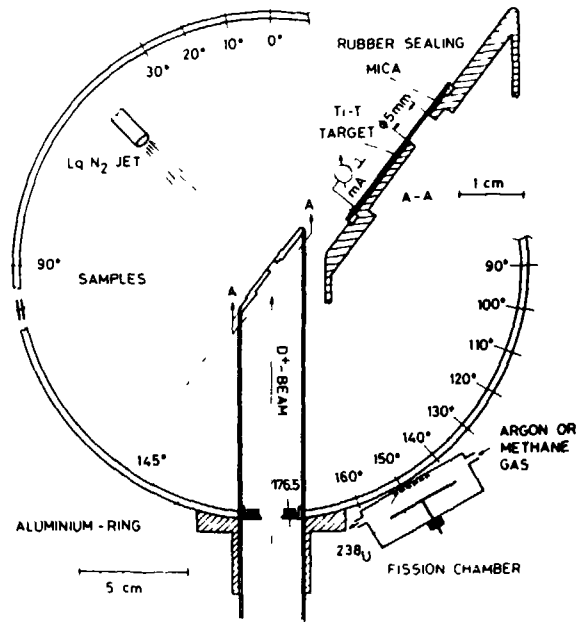 0°
10°
20°
30°
RUBBER SEALING
MICA
Φ5mm
Ti-T
TARGET
mA
Lq N2 JET
A-A
1 cm
A
A
90°
SAMPLES
90°
100°
110°
120°
130°
140°
150°
160°
176.5
145°
D+-BEAM
ARGON OR
METHANE
GAS
ALUMINIUM-RING
238U
FISSION CHAMBER
5 cm